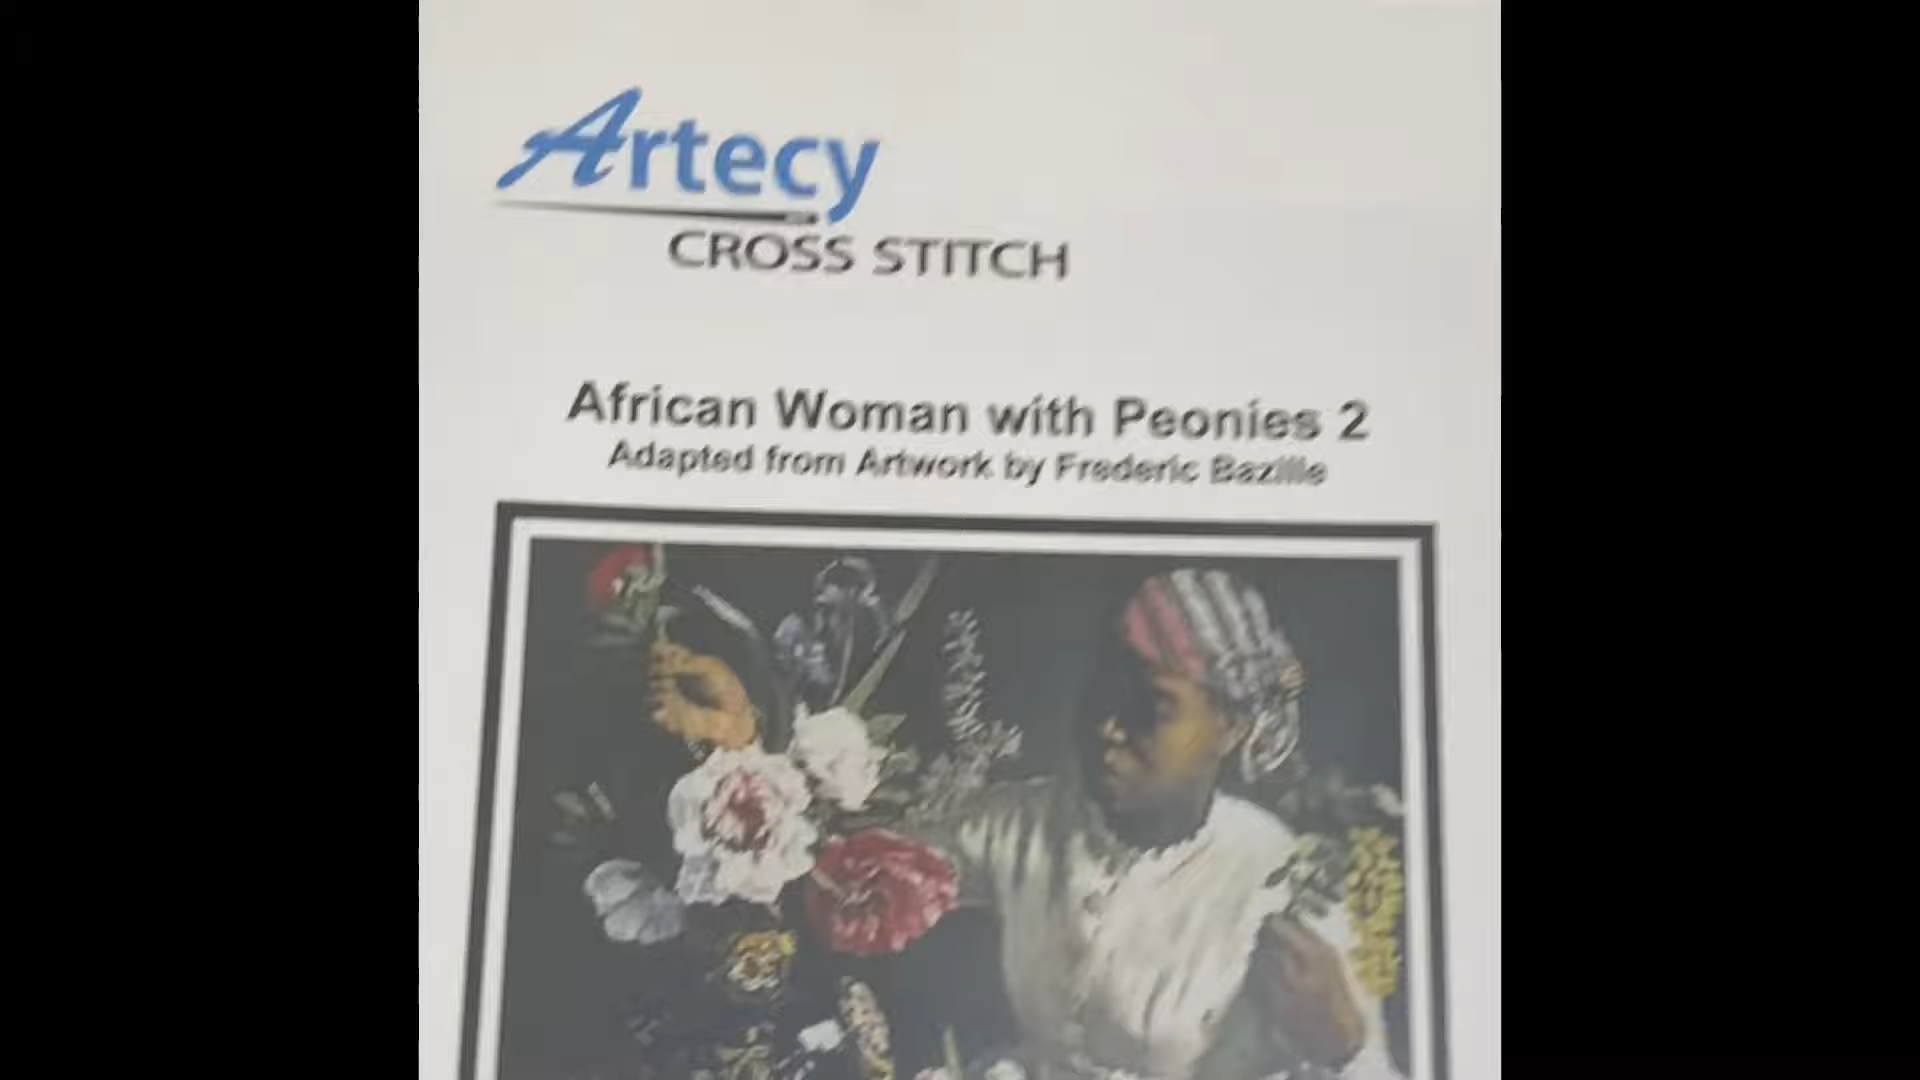 Artecy
CROSS STITCH
African Woman with Peonies 2
Adapted from Artwork by Frederic Bazille